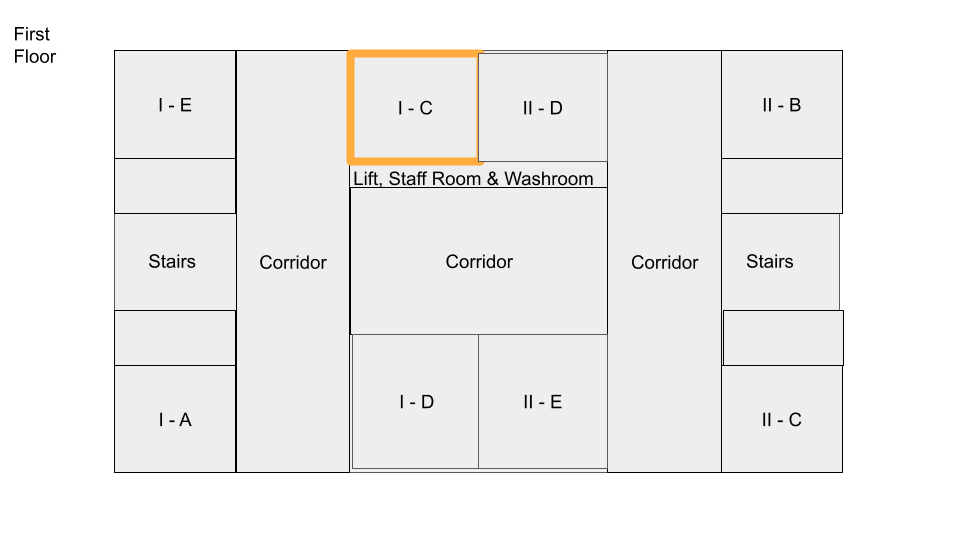 First
Floor
I - E
I - C
II - D
II - B
Lift, Staff Room & Washroom
Stairs
Corridor
Corridor
Corridor
Stairs
I - D
II - E
I - A
II - C